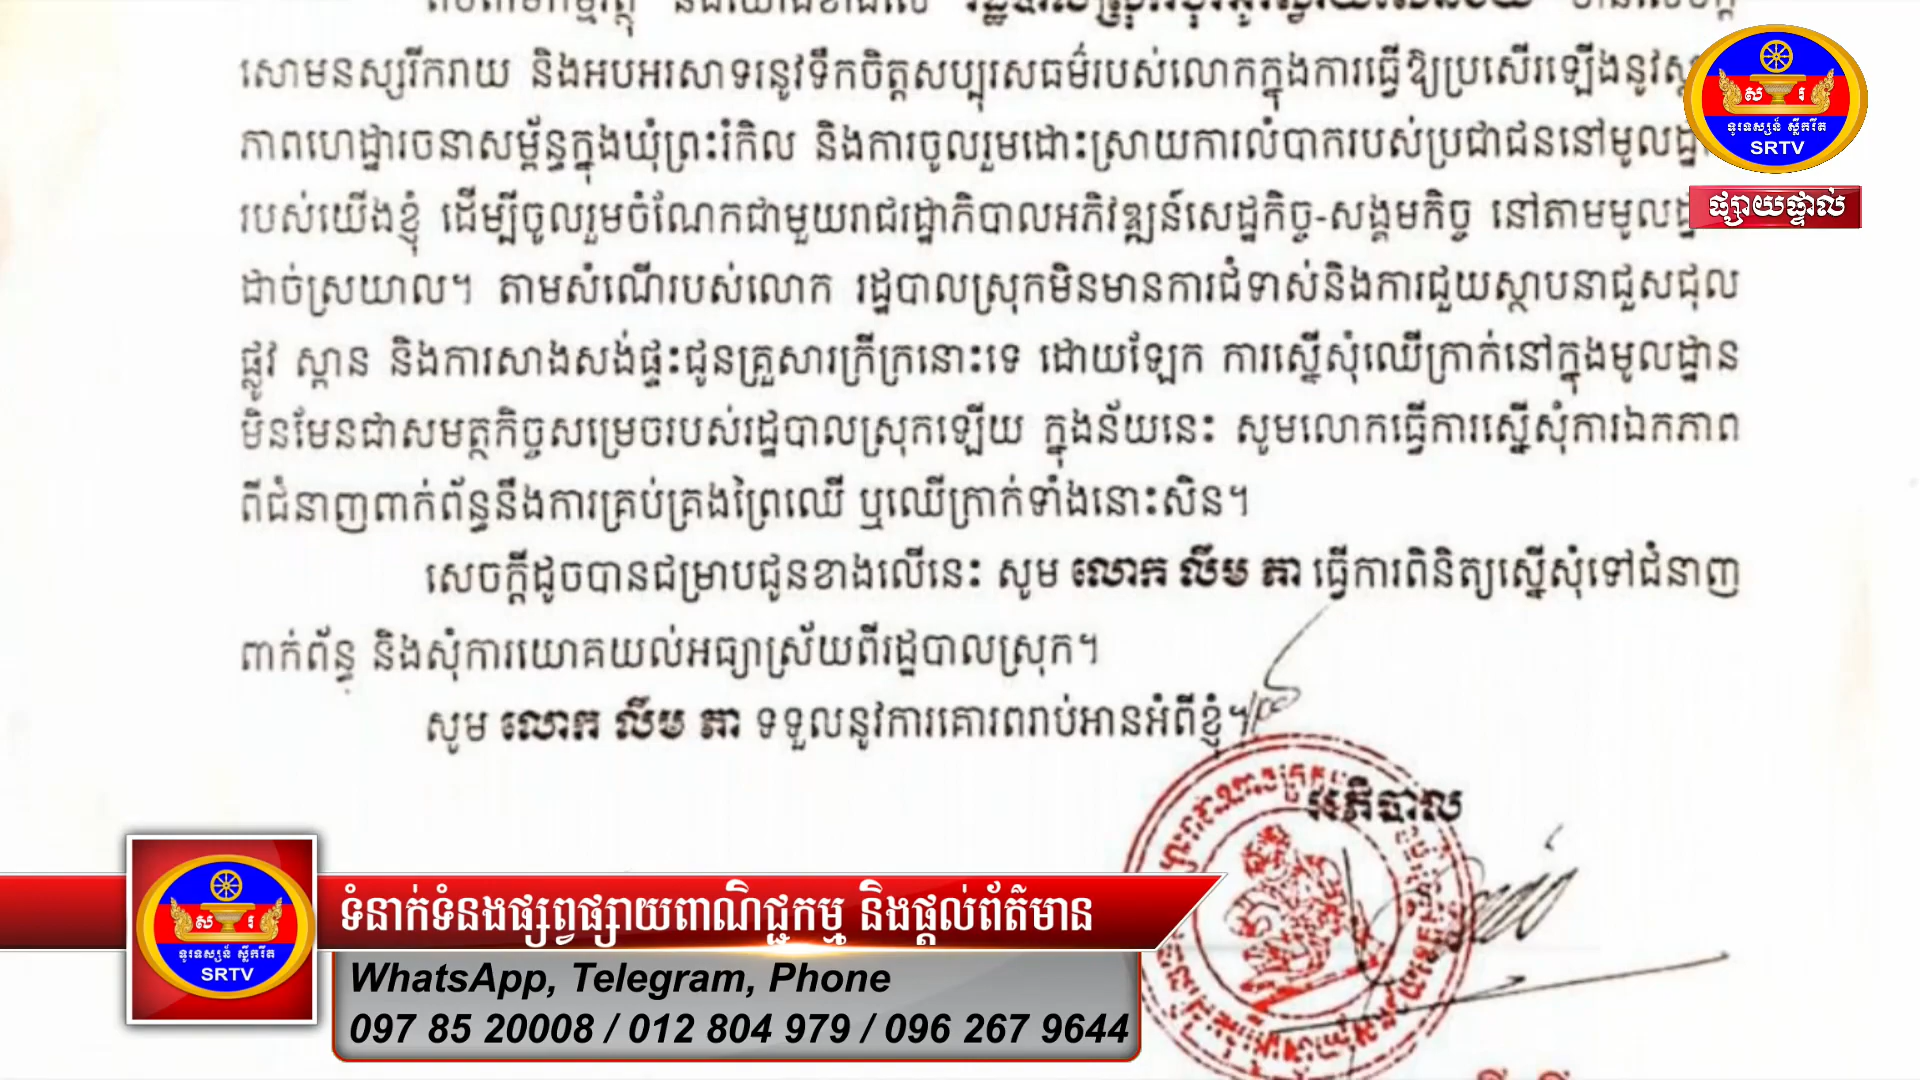 សោមនស្សរីករាយ និងអបអរសាទរនូវទឹកចិត្តសប្បុរសធម៌របស់លោកក្នុងការធ្វើឱ្យប្រសើរឡើងនូវ
ភាពហេដ្ឋារចនាសម្ព័ន្ធក្នុងឃុំព្រះរំកិល និងការចូលរួមដោះស្រាយការលំបាករបស់ប្រជាជននៅ
របស់យើងខ្ញុំ ដើម្បីចូលរួមចំណែកជាមួយរាជរដ្ឋាភិបាលអភិវឌ្ឍន៍សេដ្ឋកិច្ច-សង្គមកិច្ច នៅតាម
ដាច់ស្រយាល។ តាមសំណើរបស់លោក រដ្ឋបាលស្រុកមិនមានការជំទាស់និងការជួយស្ថាបនាជួសជុល
ផ្លូវ ស្ពាន និងការសាងសង់ផ្ទះជូនគ្រួសារក្រីក្រនោះទេ ដោយឡែក ការស្នើសុំឈើក្រាក់នៅក្នុងមូលដ្ឋាន
មិនមែនជាសមត្ថកិច្ចសម្រេចរបស់រដ្ឋបាលស្រុកឡើយ ក្នុងន័យនេះ សូមលោកធ្វើការស្នើសុំការឯកភាព
ពីជំនាញពាក់ព័ន្ធនឹងការគ្រប់គ្រងព្រៃឈើ ឬឈើក្រាក់ទាំងនោះសិន។
សេចក្តីដូចបានជម្រាបជូនខាងលើនេះ សូម លោក លឹម ភា ធ្វើការពិនិត្យស្នើសុំទៅជំនាញ
ពាក់ព័ន្ធ និងសុំការយោគយល់អធ្យាស្រ័យពីរដ្ឋបាលស្រុក។
សូម លោក លឹម ភា ទទួលនូវការគោរពរាប់អានអំពីខ្ញុំ។
អភិបាល
ស រ
ទូរទស្សន៍ ស្លឹករឹត
SRTV
ផ្សាយផ្ទាល់
ស រ
ទូរទស្សន៍ ស្លឹករឹត
SRTV
ទំនាក់ទំនងផ្សព្វផ្សាយពាណិជ្ជកម្ម និងផ្តល់ព័ត៌មាន
WhatsApp, Telegram, Phone
097 85 20008 / 012 804 979 / 096 267 9644